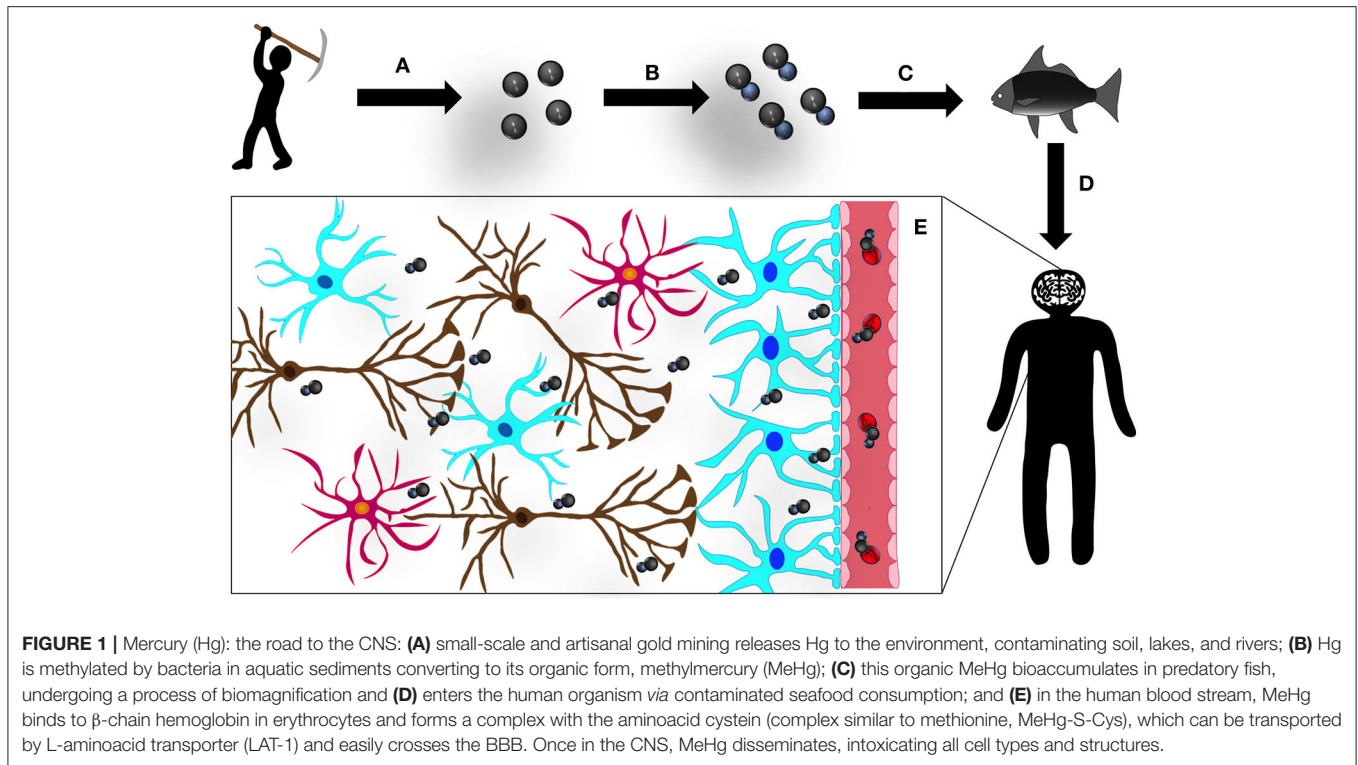 A
B
C
D
E
FIGURE 1 | Mercury (Hg): the road to the CNS: (A) small-scale and artisanal gold mining releases Hg to the environment, contaminating soil, lakes, and rivers; (B) Hg
is methylated by bacteria in aquatic sediments converting to its organic form, methylmercury (MeHg); (C) this organic MeHg bioaccumulates in predatory fish,
undergoing a process of biomagnification and (D) enters the human organism via contaminated seafood consumption; and (E) in the human blood stream, MeHg
binds to β-chain hemoglobin in erythrocytes and forms a complex with the aminoacid cystein (complex similar to methionine, MeHg-S-Cys), which can be transported
by L-aminoacid transporter (LAT-1) and easily crosses the BBB. Once in the CNS, MeHg disseminates, intoxicating all cell types and structures.